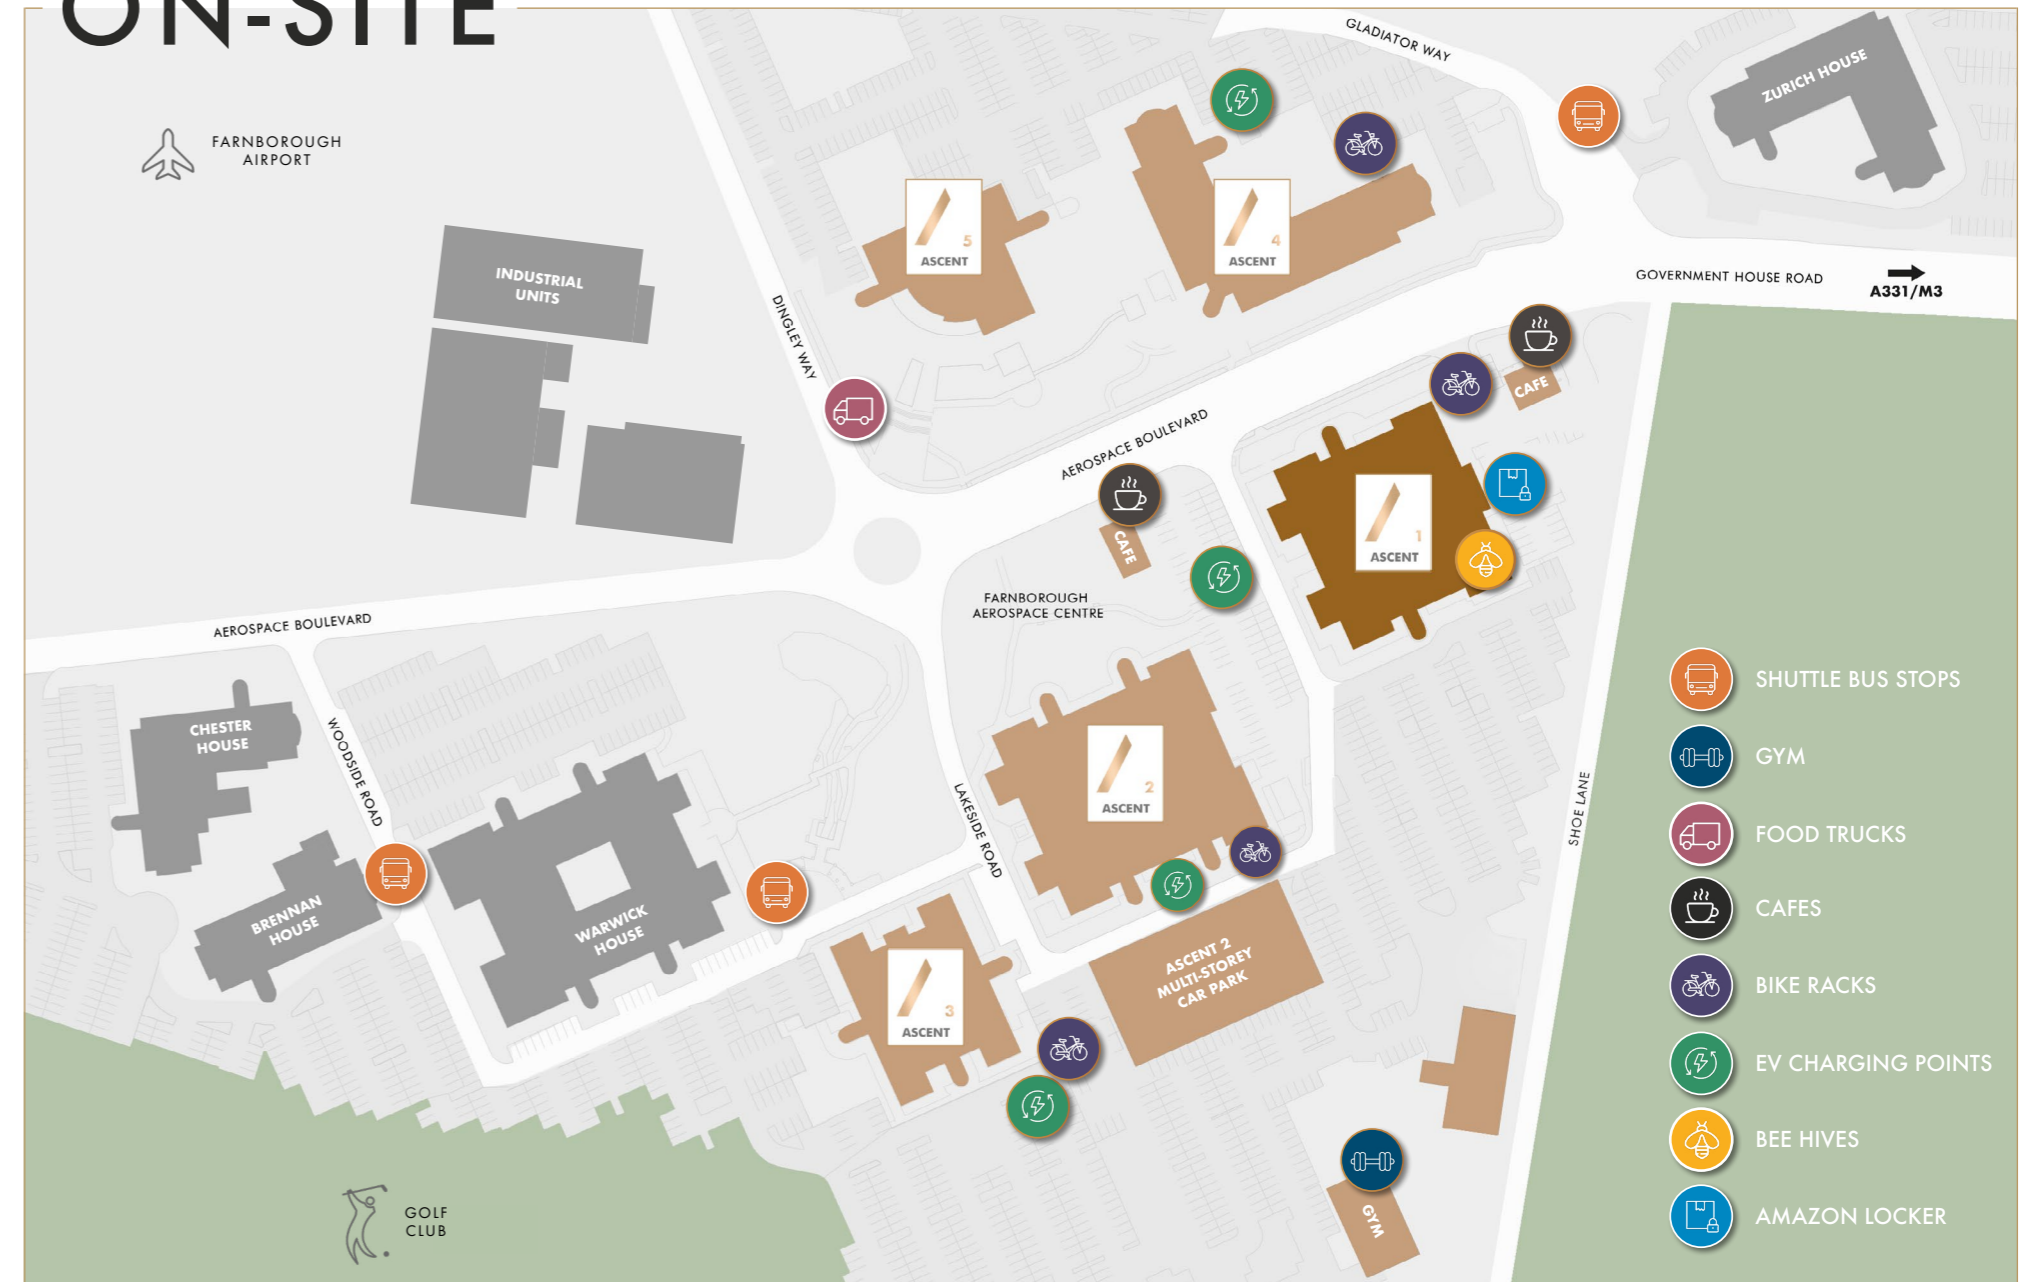 ON-SITE
GLADIATOR WAY
ZURICH HOUSE
FARNBOROUGH
AIRPORT
5
ASCENT
4
ASCENT
INDUSTRIAL
UNITS
GOVERNMENT HOUSE ROAD
A331/M3
DINGLEY WAY
CAFE
AEROSPACE BOULEVARD
CAFE
1
ASCENT
FARNBOROUGH
AEROSPACE CENTRE
AEROSPACE BOULEVARD
CHESTER
HOUSE
WOODSIDE ROAD
2
ASCENT
LAKESIDE ROAD
SHOE LANE
BRENNAN
HOUSE
WARWICK
HOUSE
ASCENT 2
MULTI-STOREY
CAR PARK
3
ASCENT
GOLF
CLUB
GYM
SHUTTLE BUS STOPS
GYM
FOOD TRUCKS
CAFES
BIKE RACKS
EV CHARGING POINTS
BEE HIVES
AMAZON LOCKER